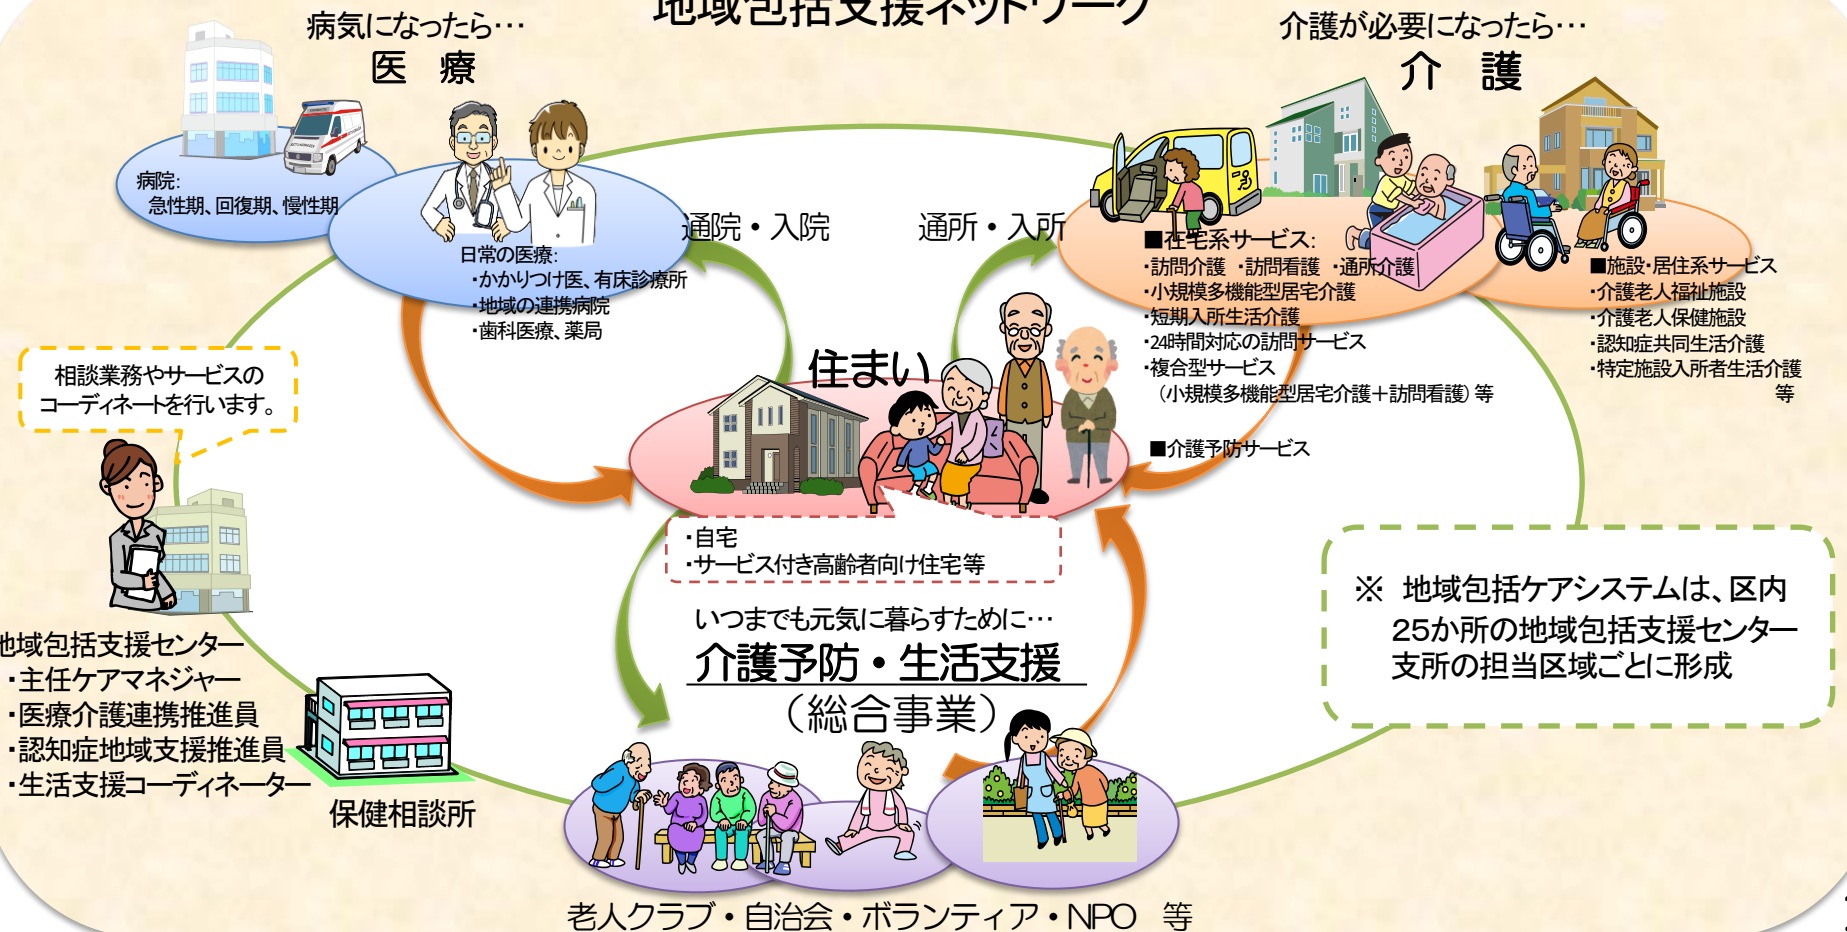 地域包括支援ネットワーク
病気になったら…
医　療
病院：
急性期、回復期、慢性期
日常の医療：
・かかりつけ医、有床診療所
・地域の連携病院
・歯科医療、薬局
通院・入院
通所・入所
介護が必要になったら…
介　護
■在宅系サービス：
・訪問介護　・訪問看護　・通所介護
・小規模多機能型居宅介護
・短期入所生活介護
・24時間対応の訪問サービス
・複合型サービス
（小規模多機能型居宅介護＋訪問看護）等
■介護予防サービス
■施設・居住系サービス
・介護老人福祉施設
・介護老人保健施設
・認知症共同生活介護
・特定施設入所者生活介護
等
住まい
・自宅
・サービス付き高齢者向け住宅等
相談業務やサービスの
コーディネートを行います。
地域包括支援センター
・主任ケアマネジャー
・医療介護連携推進員
・認知症地域支援推進員
・生活支援コーディネーター
保健相談所
いつまでも元気に暮らすために…
介護予防・生活支援
（総合事業）
老人クラブ・自治会・ボランティア・NPO　等
※　地域包括ケアシステムは、区内
25か所の地域包括支援センター
支所の担当区域ごとに形成